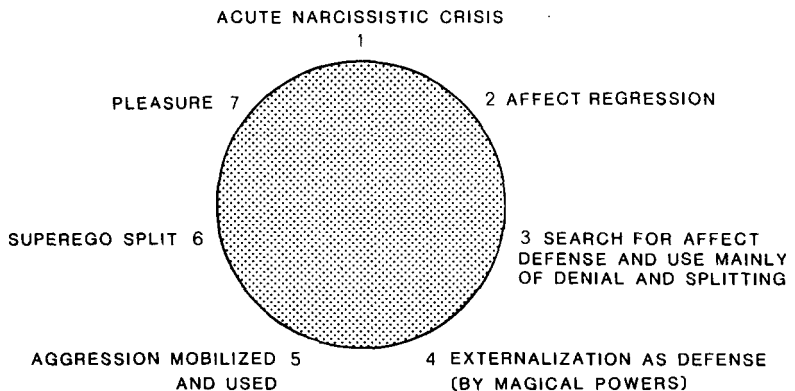 ACUTE NARCISSISTIC CRISIS
1
2 AFFECT REGRESSION
3 SEARCH FOR AFFECT
DEFENSE AND USE MAINLY
OF DENIAL AND SPLITTING
4 EXTERNALIZATION AS DEFENSE
(BY MAGICAL POWERS)
AGGRESSION MOBILIZED 5
AND USED
SUPEREGO SPLIT 6
PLEASURE 7